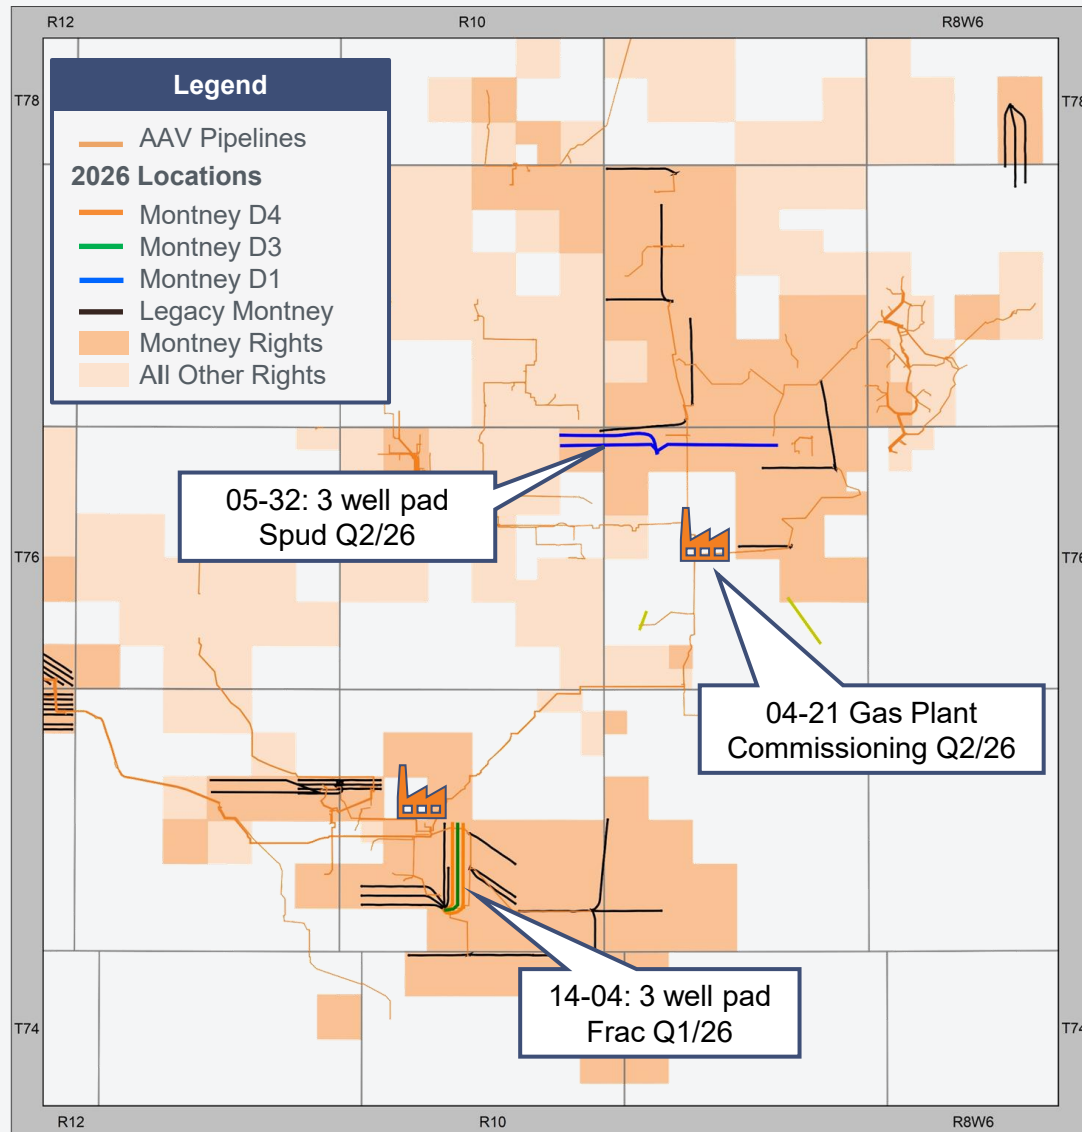 R12
R10
R8W6
T78
T78
Legend
AAV Pipelines
2026 Locations
Montney D4
Montney D3
Montney D1
Legacy Montney
Montney Rights
All Other Rights
05-32: 3 well pad
Spud Q2/26
T76
T76
04-21 Gas Plant
Commissioning Q2/26
14-04: 3 well pad
Frac Q1/26
T74
T74
R12
R10
R8W6